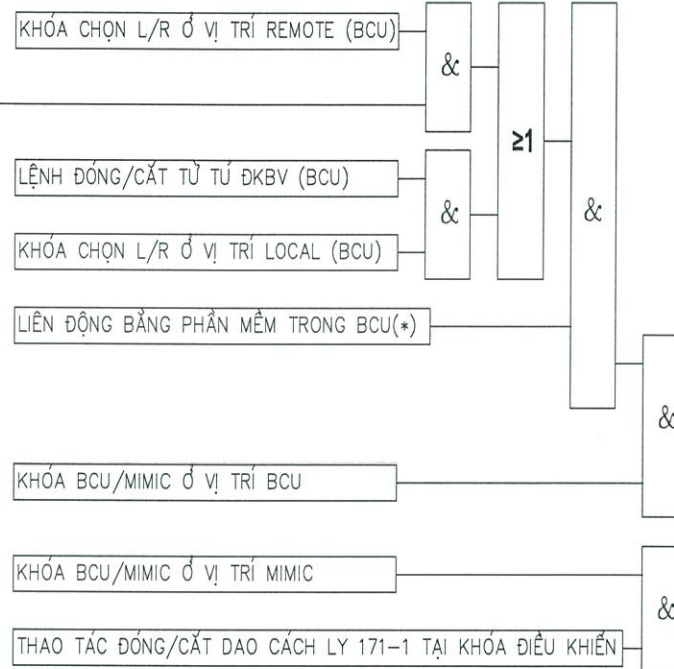 KHÓA CHỌN L/R Ở VỊ TRÍ REMOTE (BCU)
&
≥1
LỆNH ĐÓNG/CẮT TỪ TỦ ĐKBV (BCU)
&
&
KHÓA CHỌN L/R Ở VỊ TRÍ LOCAL (BCU)
LIÊN ĐỘNG BẰNG PHẦN MỀM TRONG BCU(*)
&
KHÓA BCU/MIMIC Ở VỊ TRÍ BCU
KHÓA BCU/MIMIC Ở VỊ TRÍ MIMIC
&
THAO TÁC ĐÓNG/CẮT DAO CÁCH LY 171-1 TẠI KHÓA ĐIỀU KHIỂN